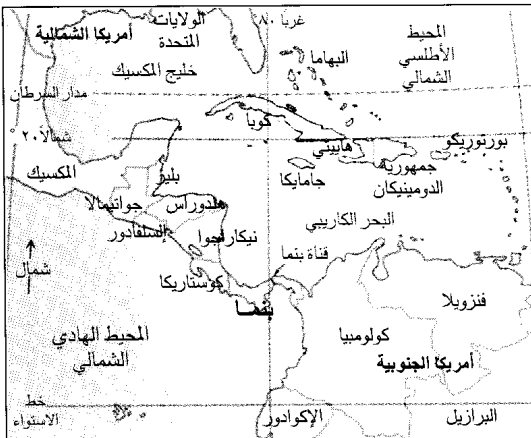 أمريكا الشمالية
الولايات
المتحدة
غربا ٨٠
المحيط
الأطلسي
الشمالي
خليج المكسيك
البهاما
مدار السرطان
شمالا ٢٠
كوبا
المكسيك
هاييتي
جمهورية
الدومينيكان
بورتوريكو
جامايكا
بليز
جواتيمالا
هندوراس
السلفادور
نيكاراجوا
البحر الكاريبي
شمال
كوستاريكا
قناة بنما
بنما
فنزويلا
كولومبيا
المحيط الهادي
الشمالي
أمريكا الجنوبية
خط
الاستواء
الإكوادور
البرازيل